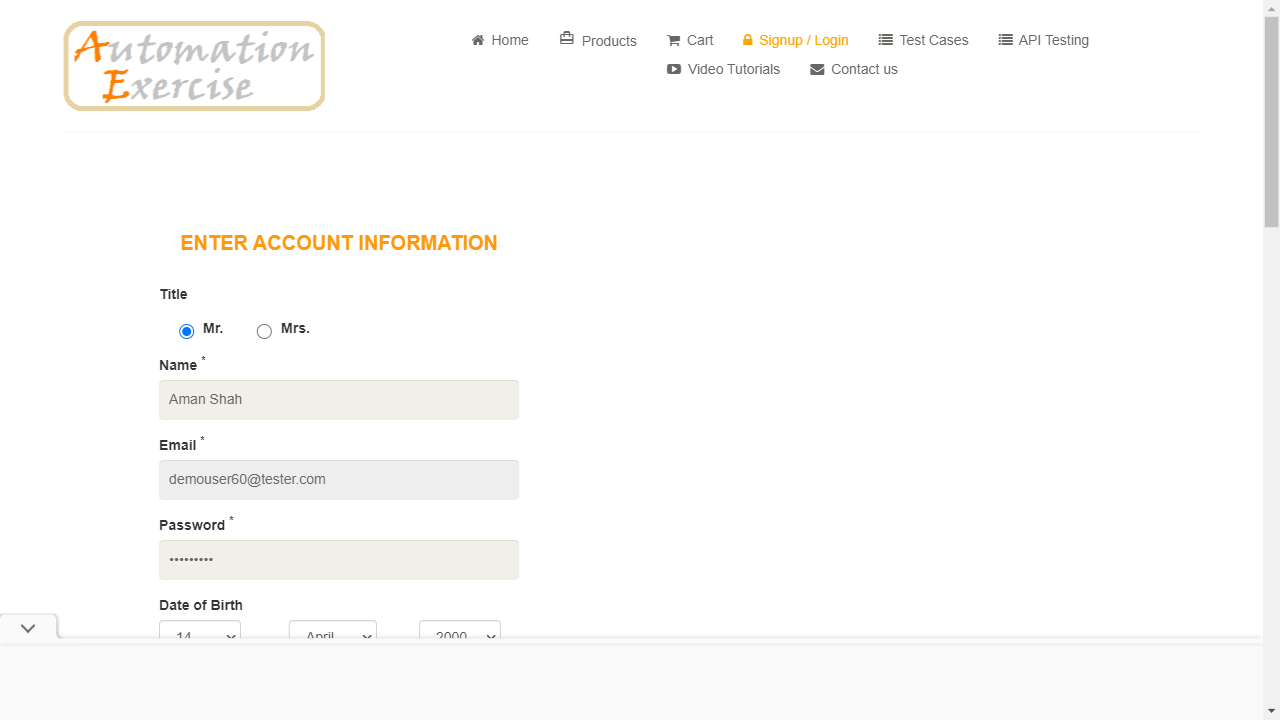 Automation
Exercise
Home
Products
Cart
Signup / Login
Test Cases
API Testing
Video Tutorials
Contact us
ENTER ACCOUNT INFORMATION
Title
Mr. Mrs.
Name *
Aman Shah
Email *
demouser60@tester.com
Password *
•••••••••
Date of Birth
14 April 2000